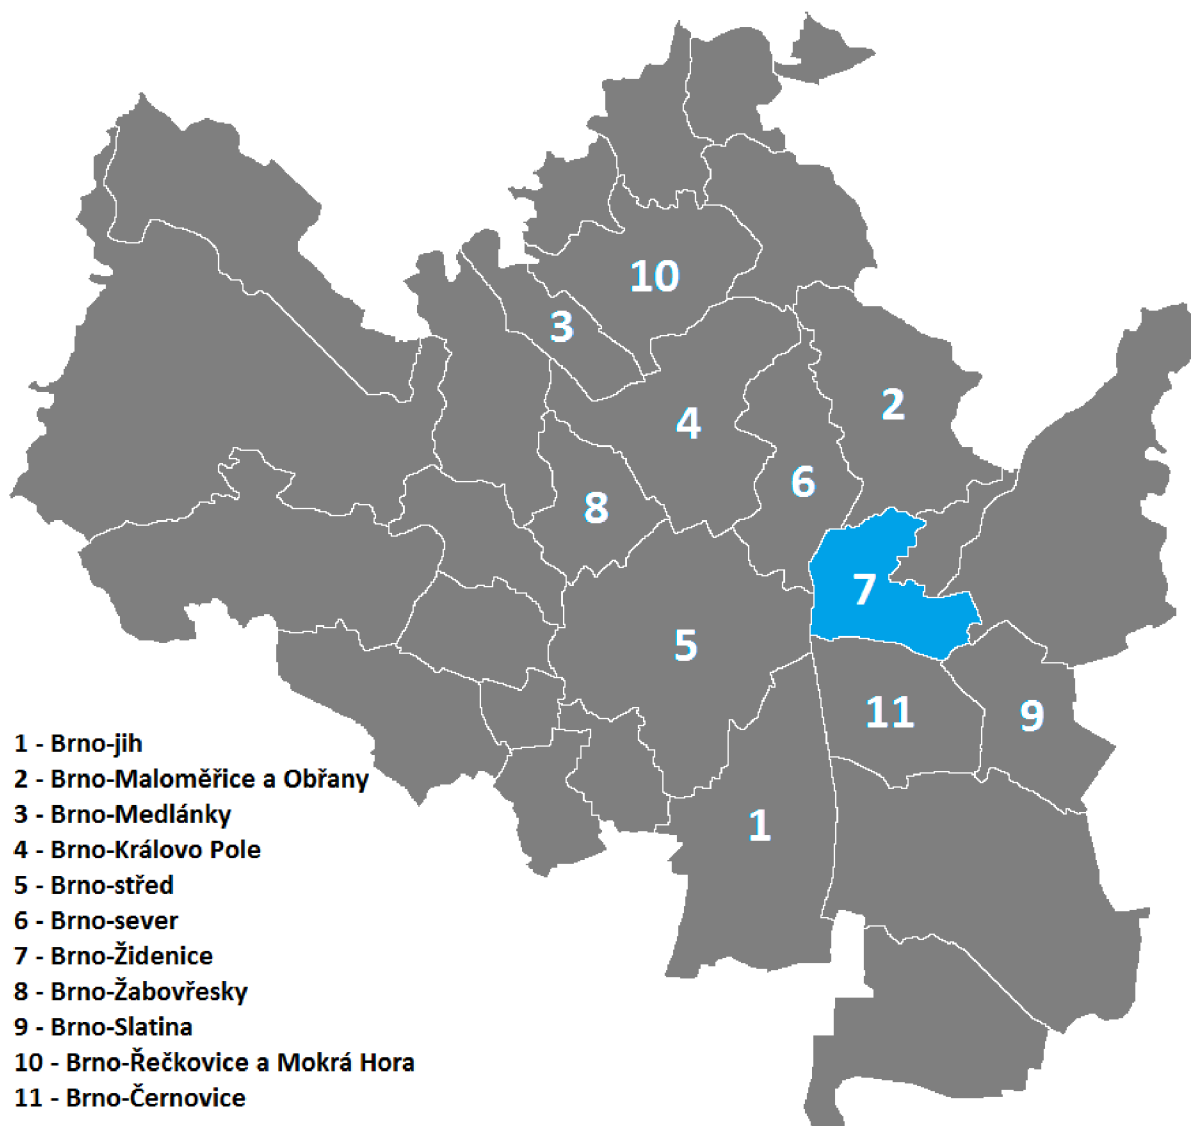 10
3
4
2
6
8
7
5
11
9
1
1 - Brno-jih
2 - Brno-Maloměřice a Obřany
3 - Brno-Medlánky
4 - Brno-Královo Pole
5 - Brno-střed
6 - Brno-sever
7 - Brno-Židenice
8 - Brno-Žabovřesky
9 - Brno-Slatina
10 - Brno-Řečkovice a Mokrá Hora
11 - Brno-Černovice